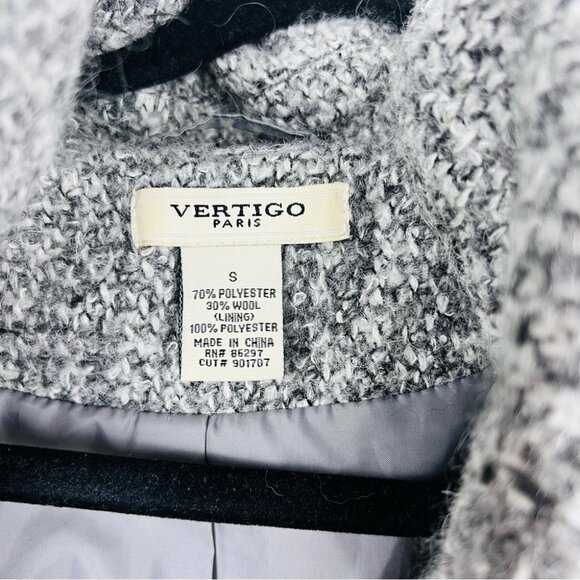 VERTIGO
PARIS
S
70% POLYESTER
30% WOOL
(LINING)
100% POLYESTER
MADE IN CHINA
RN# 86297
CUT# 901707